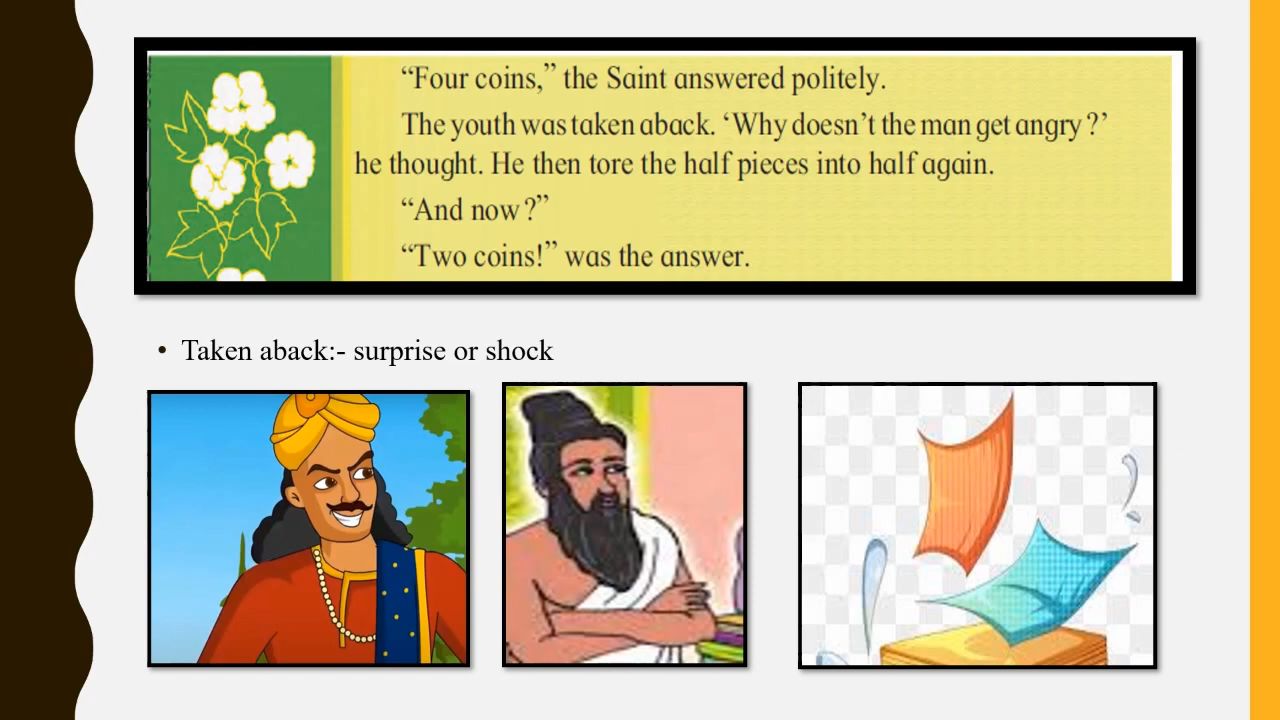 “Four coins,” the Saint answered politely.
The youth was taken aback. ‘Why doesn’t the man get angry?’
he thought. He then tore the half pieces into half again.
“And now?”
“Two coins!” was the answer.
• Taken aback:- surprise or shock